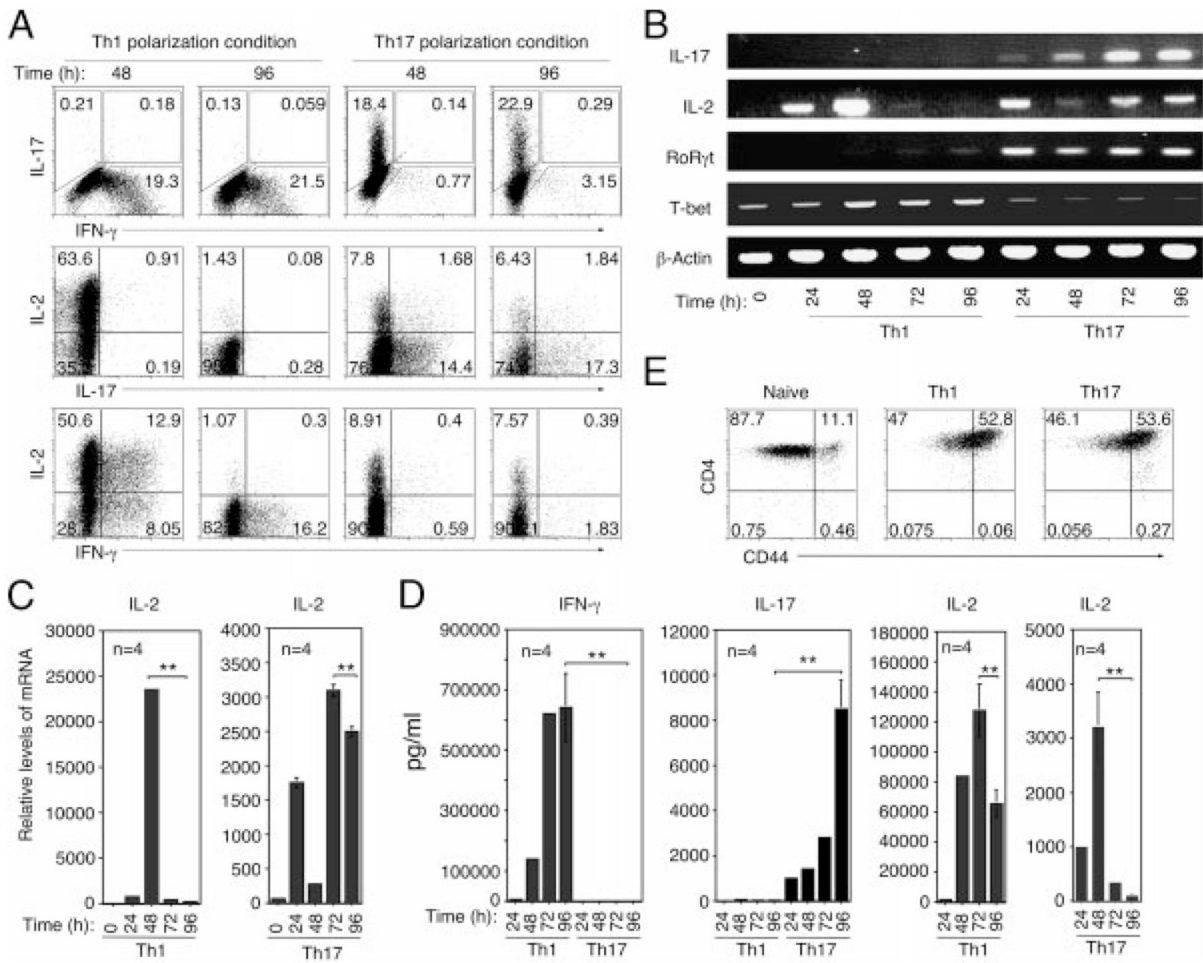 A
Th1 polarization condition Th17 polarization condition
Time (h): 48 96 48 96
IL-17
0.21 0.18 0.13 0.059 18.4 0.14 22.9 0.29
19.3 21.5 0.77 3.15
IFN-γ
IL-2
63.6 0.91 1.43 0.08 7.8 1.68 6.43 1.84
0.19 0.28 14.4 17.3
IL-17
IL-2
50.6 12.9 1.07 0.3 8.91 0.4 7.57 0.39
8.05 16.2 0.59 1.83
IFN-γ
B
IL-17
IL-2
RoRγt
T-bet
β-Actin
Time (h): 0 24 48 72 96 24 48 72 96
Th1 Th17
E
Naive Th1 Th17
CD4
87.7 11.1 47 52.8 46.1 53.6
0.75 0.46 0.075 0.06 0.056 0.27
CD44
C
IL-2
Relative levels of mRNA
30000
25000
20000
15000
10000
5000
0
n=4
**
Time (h): 0 24 48 72 96
Th1
IL-2
4000
3500
3000
2500
2000
1500
1000
500
0
n=4
**
0 24 48 72 96
Th17
D
IFN-γ
pg/ml
900000
700000
500000
300000
100000
0
n=4
**
Time (h): 24 48 72 96 24 48 72 96
Th1 Th17
IL-17
12000
10000
8000
6000
4000
2000
0
n=4
**
24 48 72 96 24 48 72 96
Th1 Th17
IL-2
180000
160000
140000
120000
100000
80000
60000
40000
20000
0
n=4
**
24 48 72 96
Th1
IL-2
5000
4000
3000
2000
1000
0
n=4
**
24 48 72 96
Th17